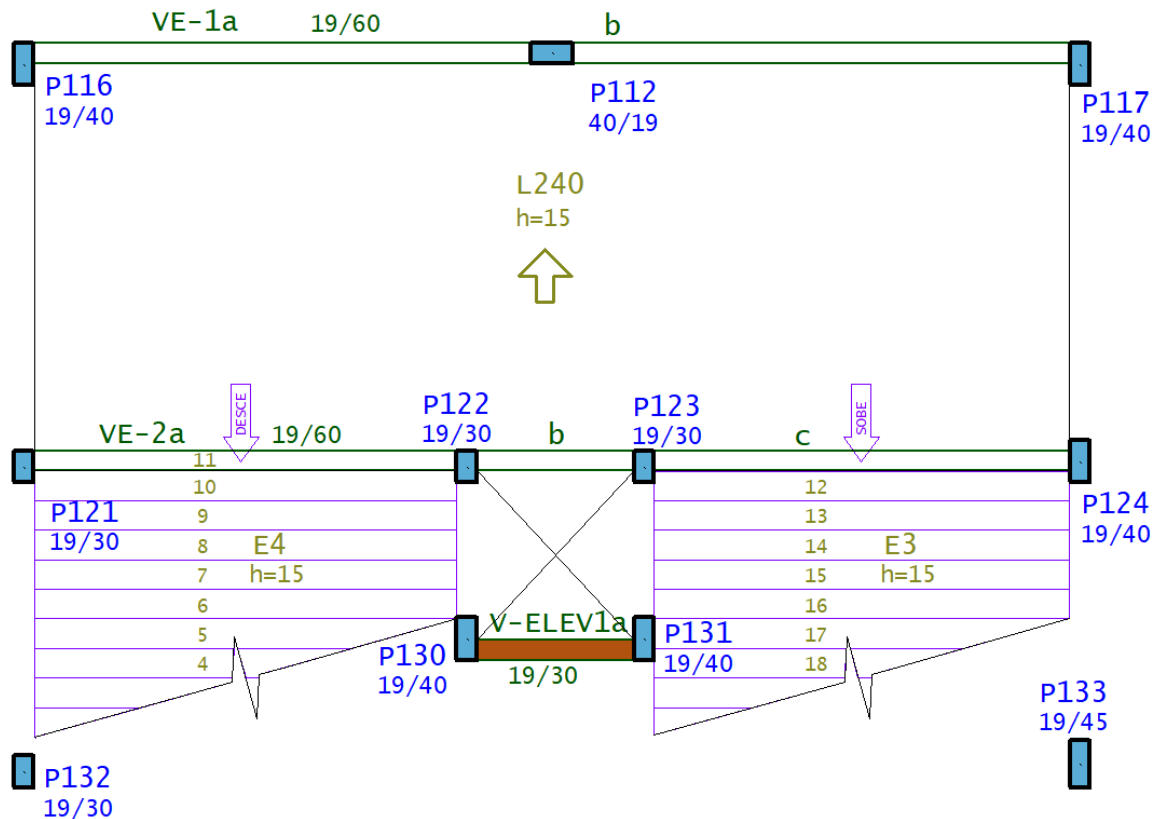 VE-1a 19/60 b
P116
19/40
P112
40/19
P117
19/40
L240
h=15
DESCE
SOBE
P122
19/30
P123
19/30
VE-2a 19/60 b c
11
10
9
8
7
6
5
4
12
13
14
15
16
17
18
P121
19/30
P124
19/40
E4
h=15
E3
h=15
V-ELEV1a
19/30
P130
19/40
P131
19/40
P133
19/45
P132
19/30